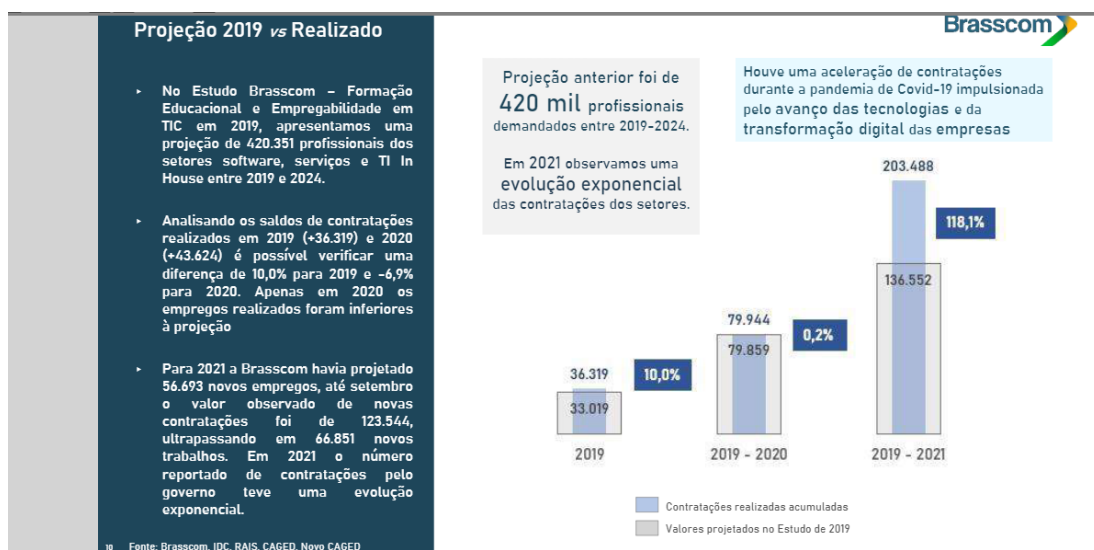 Projeção 2019 vs Realizado
▸ No Estudo Brasscom – Formação
Educacional e Empregabilidade em
TIC em 2019, apresentamos uma
projeção de 420.351 profissionais dos
setores software, serviços e TI In
House entre 2019 e 2024.
▸ Analisando os saldos de contratações
realizados em 2019 (+36.319) e 2020
(+43.624) é possível verificar uma
diferença de 10,0% para 2019 e -6,9%
para 2020. Apenas em 2020 os
empregos realizados foram inferiores
à projeção
▸ Para 2021 a Brasscom havia projetado
56.693 novos empregos, até setembro
o valor observado de novas
contratações foi de 123.544,
ultrapassando em 66.851 novos
trabalhos. Em 2021 o número
reportado de contratações pelo
governo teve uma evolução
exponencial.
10 Fonte: Brasscom, IDC, RAIS, CAGED, Novo CAGED
Brasscom
Projeção anterior foi de
420 mil profissionais
demandados entre 2019-2024.
Em 2021 observamos uma
evolução exponencial
das contratações dos setores.
Houve uma aceleração de contratações
durante a pandemia de Covid-19 impulsionada
pelo avanço das tecnologias e da
transformação digital das empresas
203.488
118,1%
136.552
79.944
0,2%
79.859
36.319
10,0%
33.019
2019
2019 - 2020
2019 - 2021
Contratações realizadas acumuladas
Valores projetados no Estudo de 2019